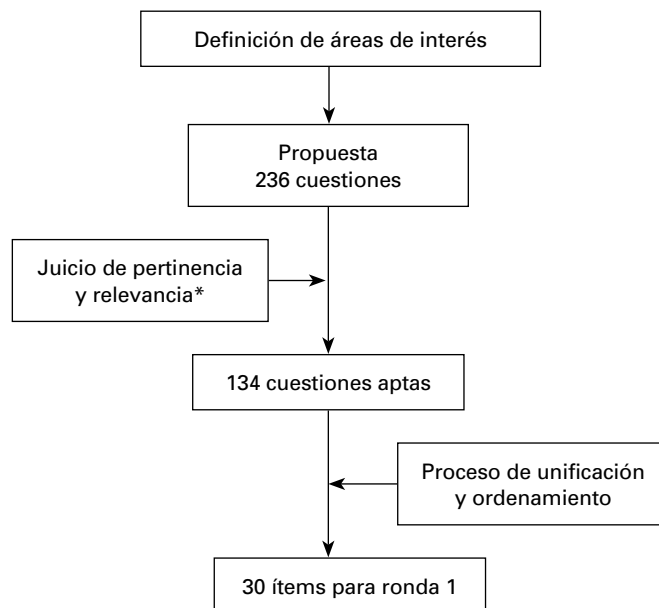 Definición de áreas de interés
Propuesta
236 cuestiones
Juicio de pertinencia
y relevancia*
134 cuestiones aptas
Proceso de unificación
y ordenamiento
30 ítems para ronda 1